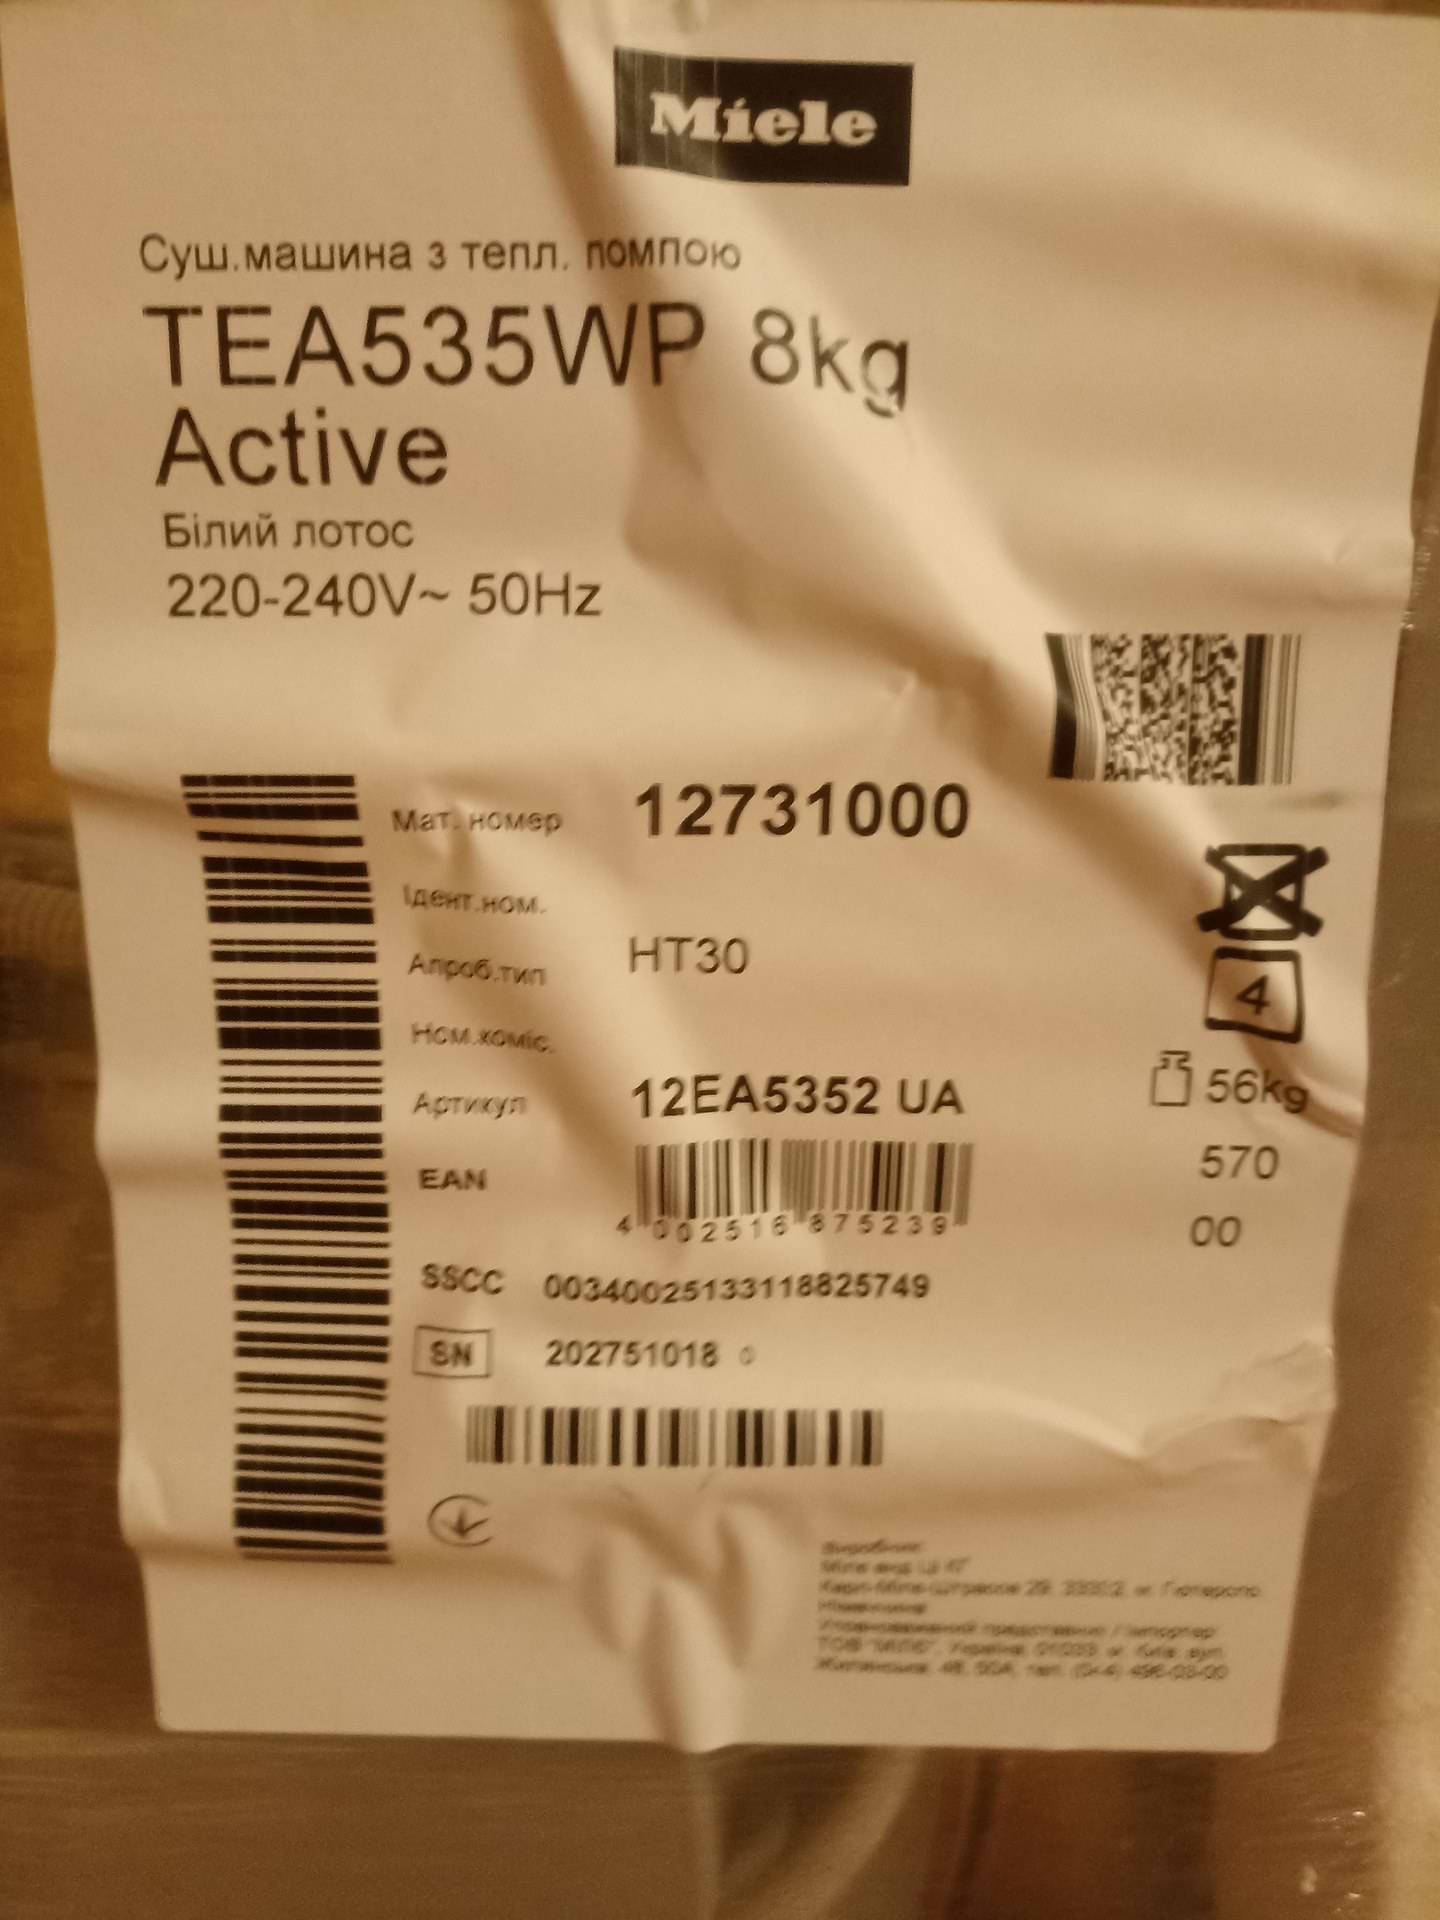 Miele
Суш.машина з тепл. помпою
TEA535WP 8kg
Active
Білий лотос
220-240V~ 50Hz
Мат. номер 12731000
Ідент.ном.
Апроб.тип HT30
4
Ном.коміс.
Артикул 12EA5352 UA
56kg
570
EAN
4 002516 875239
00
SSCC 00340025133118825749
SN 202751018 0
Виробник